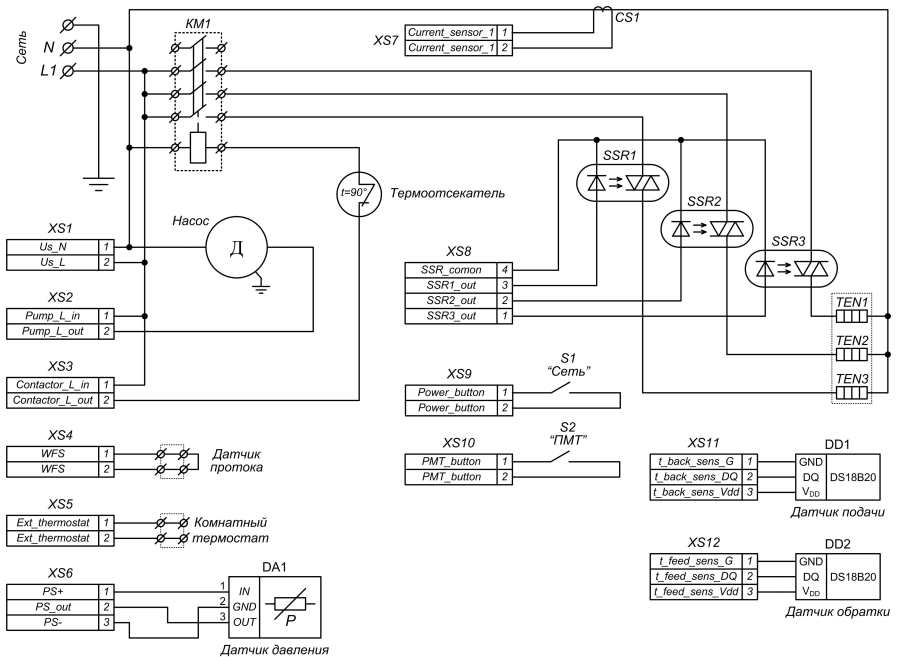 Сеть
N
L1
КМ1
CS1
XS7
Current_sensor_1 1
Current_sensor_1 2
t=90°
Термоотсекатель
SSR1
SSR2
SSR3
XS1
Us_N 1
Us_L 2
Насос
Д
XS2
Pump_L_in 1
Pump_L_out 2
XS3
Contactor_L_in 1
Contactor_L_out 2
XS8
SSR_comon 4
SSR1_out 3
SSR2_out 2
SSR3_out 1
TEN1
TEN2
TEN3
XS9
Power_button 1
Power_button 2
S1
“Сеть”
XS4
WFS 1
WFS 2
Датчик
протока
XS10
PMT_button 1
PMT_button 2
S2
“ПМТ”
XS11
t_back_sens_G 1
t_back_sens_DQ 2
t_back_sens_Vdd 3
DD1
GND
DQ
VDD
DS18B20
Датчик подачи
XS5
Ext_thermostat 1
Ext_thermostat 2
Комнатный
термостат
XS12
t_feed_sens_G 1
t_feed_sens_DQ 2
t_feed_sens_Vdd 3
DD2
GND
DQ
VDD
DS18B20
Датчик обратки
XS6
PS+ 1
PS_out 2
PS- 3
DA1
1 IN
2 GND
3 OUT
P
Датчик давления